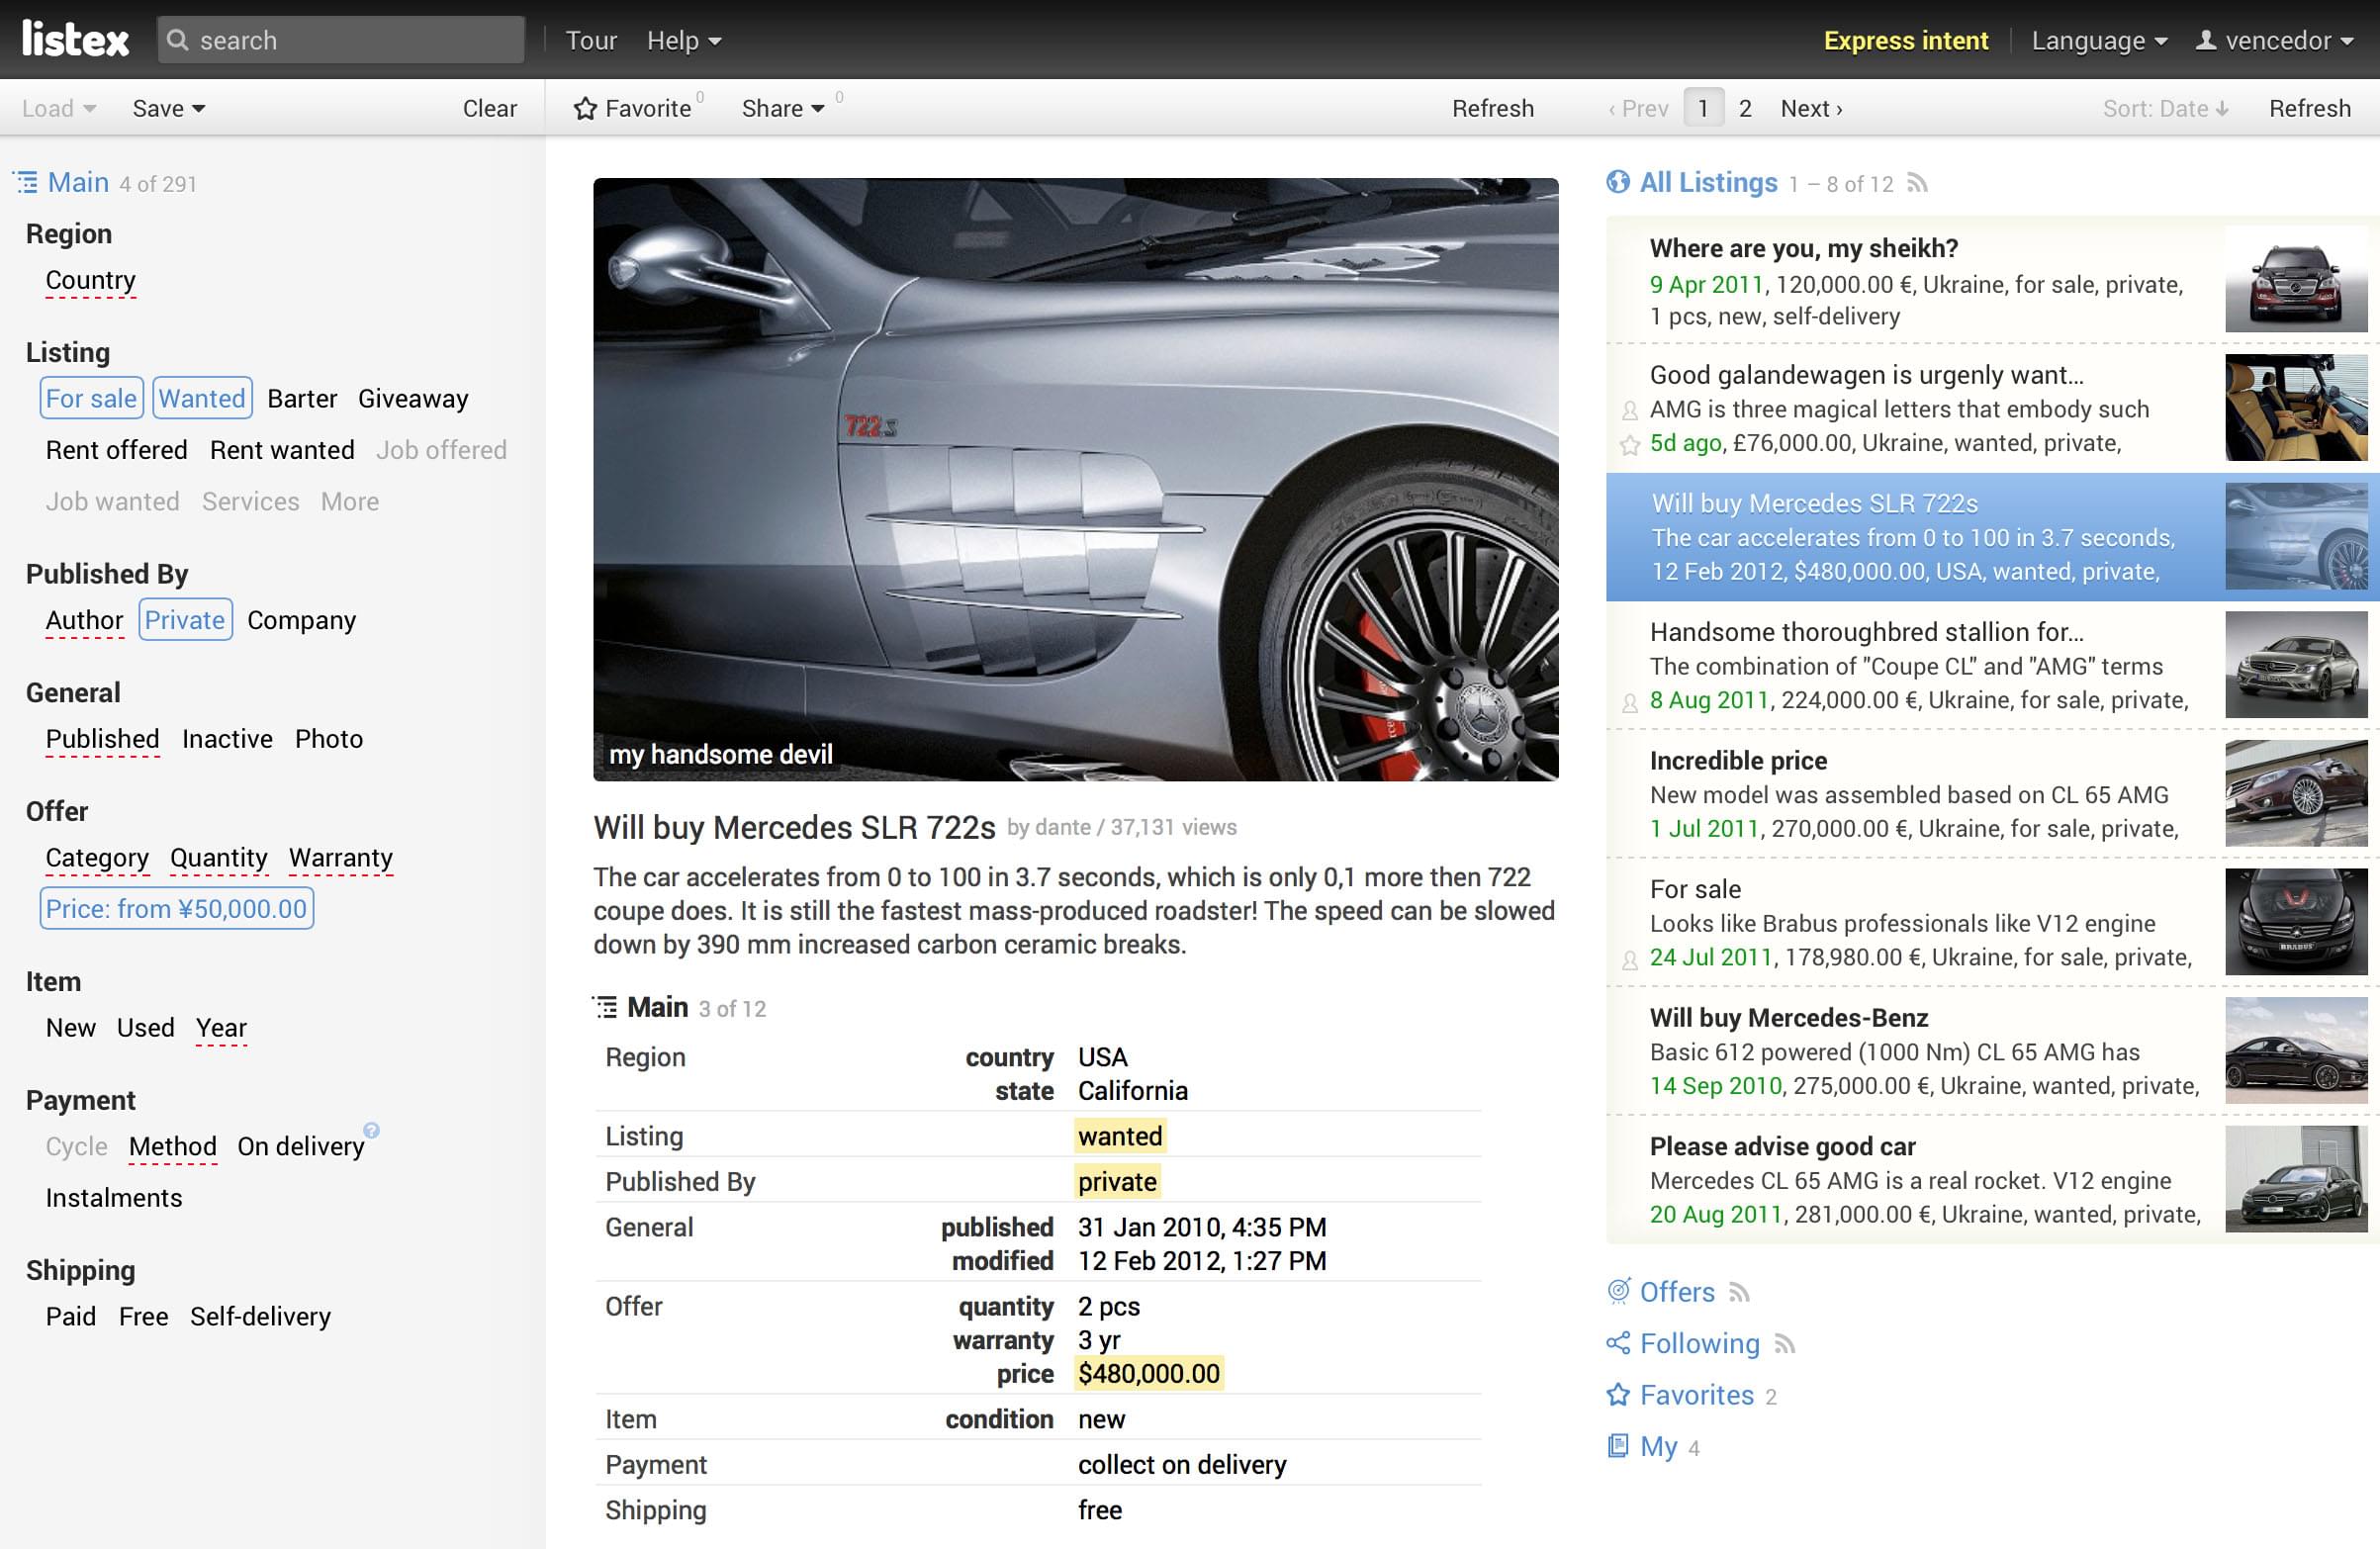 listex
search
Tour Help
Express intent Language vencedor
Load Save Clear
Favorite 0 Share 0 Refresh
‹ Prev 1 2 Next › Sort: Date Refresh
Main 4 of 291
Region
Country
Listing
For sale Wanted Barter Giveaway
Rent offered Rent wanted Job offered
Job wanted Services More
Published By
Author Private Company
General
Published Inactive Photo
Offer
Category Quantity Warranty
Price: from ¥50,000.00
Item
New Used Year
Payment
Cycle Method On delivery ?
Instalments
Shipping
Paid Free Self-delivery
722 S
my handsome devil
Will buy Mercedes SLR 722s by dante / 37,131 views
The car accelerates from 0 to 100 in 3.7 seconds, which is only 0,1 more then 722
coupe does. It is still the fastest mass-produced roadster! The speed can be slowed
down by 390 mm increased carbon ceramic breaks.
Main 3 of 12
Region country USA
state California
Listing wanted
Published By private
General published 31 Jan 2010, 4:35 PM
modified 12 Feb 2012, 1:27 PM
Offer quantity 2 pcs
warranty 3 yr
price $480,000.00
Item condition new
Payment collect on delivery
Shipping free
All Listings 1 – 8 of 12
Where are you, my sheikh?
9 Apr 2011, 120,000.00 €, Ukraine, for sale, private,
1 pcs, new, self-delivery
Good galandewagen is urgenly want...
AMG is three magical letters that embody such
5d ago, £76,000.00, Ukraine, wanted, private,
Will buy Mercedes SLR 722s
The car accelerates from 0 to 100 in 3.7 seconds,
12 Feb 2012, $480,000.00, USA, wanted, private,
Handsome thoroughbred stallion for...
The combination of "Coupe CL" and "AMG" terms
8 Aug 2011, 224,000.00 €, Ukraine, for sale, private,
Incredible price
New model was assembled based on CL 65 AMG
1 Jul 2011, 270,000.00 €, Ukraine, for sale, private,
For sale
Looks like Brabus professionals like V12 engine
24 Jul 2011, 178,980.00 €, Ukraine, for sale, private,
BRABUS
Will buy Mercedes-Benz
Basic 612 powered (1000 Nm) CL 65 AMG has
14 Sep 2010, 275,000.00 €, Ukraine, wanted, private,
Please advise good car
Mercedes CL 65 AMG is a real rocket. V12 engine
20 Aug 2011, 281,000.00 €, Ukraine, wanted, private,
Offers
Following
Favorites 2
My 4